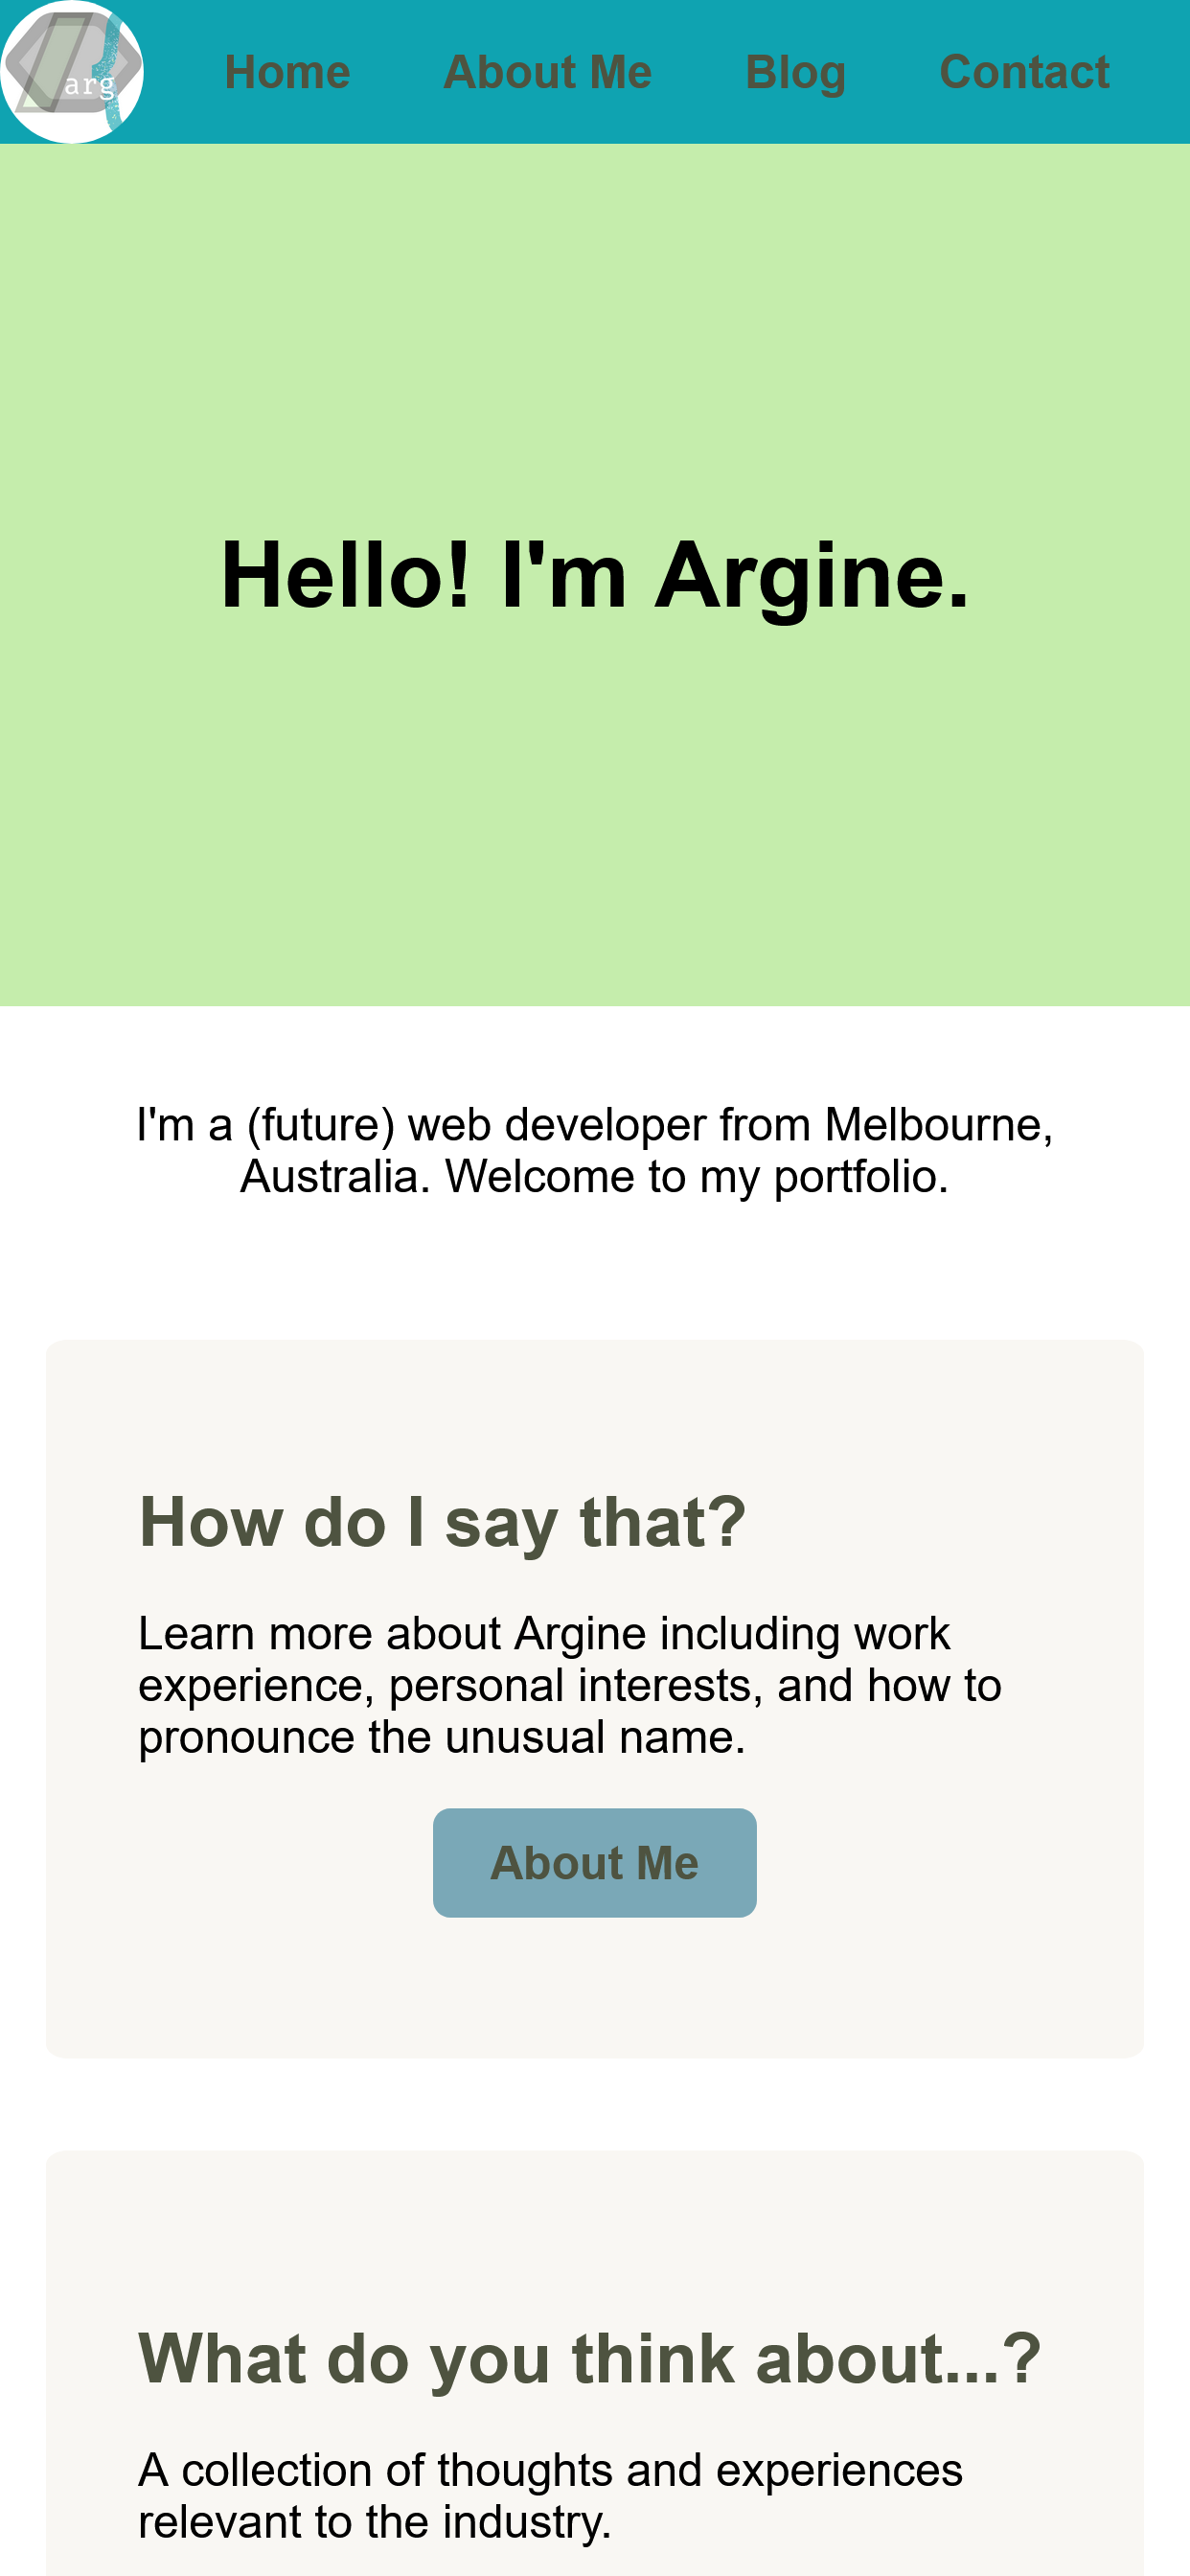 arg
Home About Me Blog Contact
Hello! I'm Argine.
I'm a (future) web developer from Melbourne,
Australia. Welcome to my portfolio.
How do I say that?
Learn more about Argine including work
experience, personal interests, and how to
pronounce the unusual name.
About Me
What do you think about...?
A collection of thoughts and experiences
relevant to the industry.